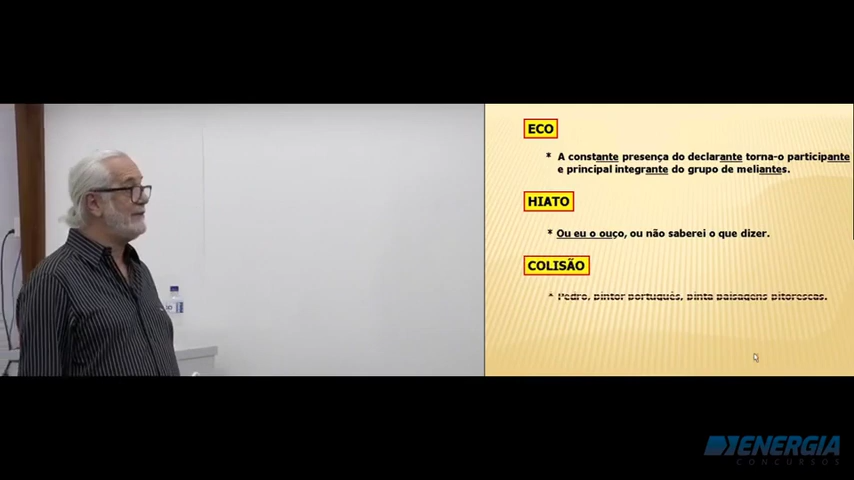 ECO
* A constante presença do declarante torna-o participante
e principal integrante do grupo de meliantes.
HIATO
* Ou eu o ouço, ou não saberei o que dizer.
COLISÃO
* Pedro, pintor português, pinta paisagens pitorescas.
ENERGIA
CONCURSOS